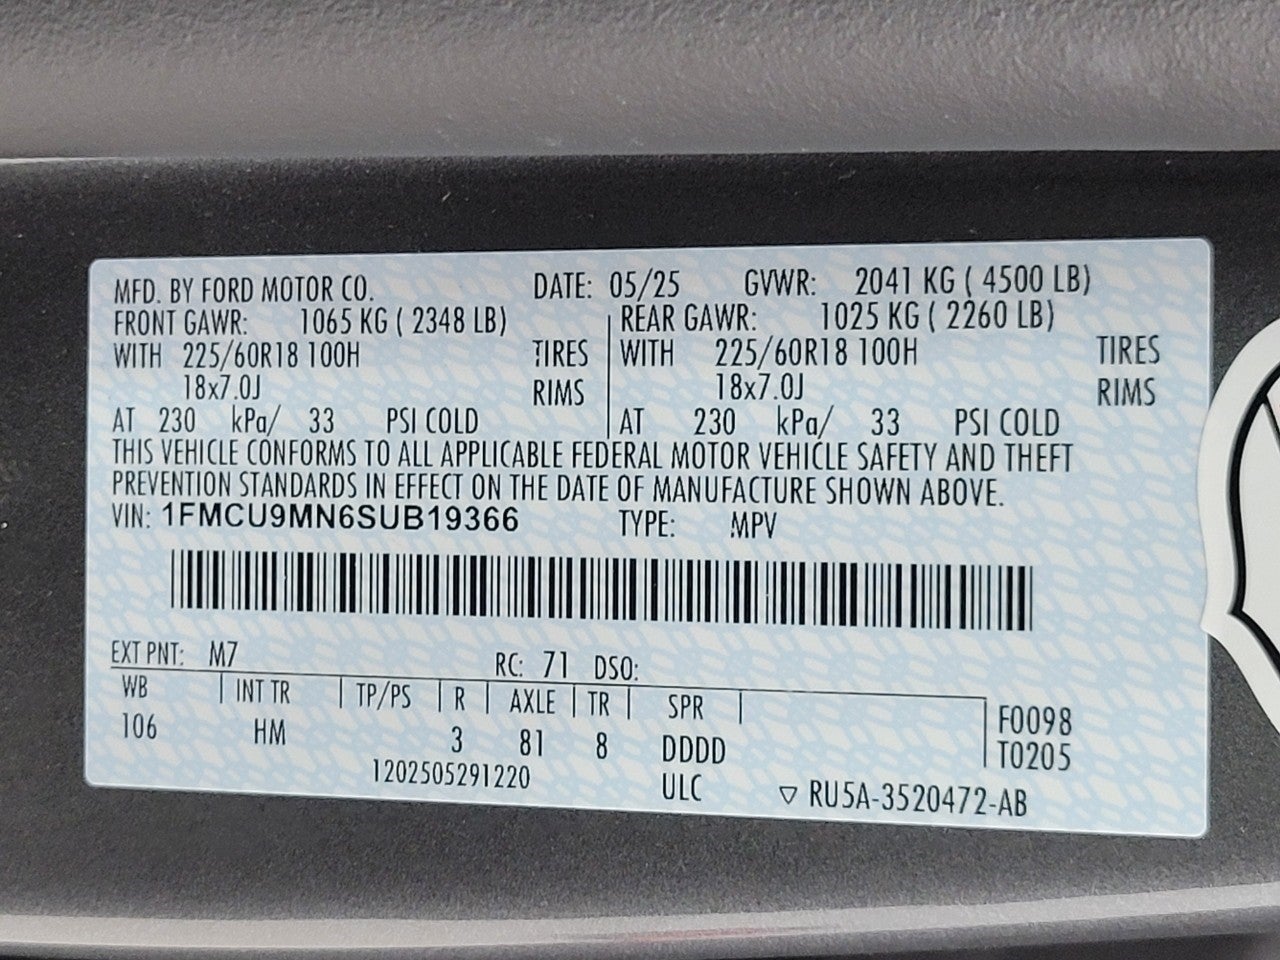 MFD. BY FORD MOTOR CO. DATE: 05/25 GVWR: 2041 KG ( 4500 LB)
FRONT GAWR: 1065 KG ( 2348 LB) REAR GAWR: 1025 KG ( 2260 LB)
WITH 225/60R18 100H TIRES WITH 225/60R18 100H TIRES
18x7.0J RIMS 18x7.0J RIMS
AT 230 kPa/ 33 PSI COLD AT 230 kPa/ 33 PSI COLD
THIS VEHICLE CONFORMS TO ALL APPLICABLE FEDERAL MOTOR VEHICLE SAFETY AND THEFT
PREVENTION STANDARDS IN EFFECT ON THE DATE OF MANUFACTURE SHOWN ABOVE.
VIN: 1FMCU9MN6SUB19366 TYPE: MPV
EXT PNT: M7 RC: 71 DSO:
WB INT TR TP/PS R AXLE TR SPR F0098
106 HM 3 81 8 DDDD T0205
1202505291220 ULC ▽ RU5A-3520472-AB